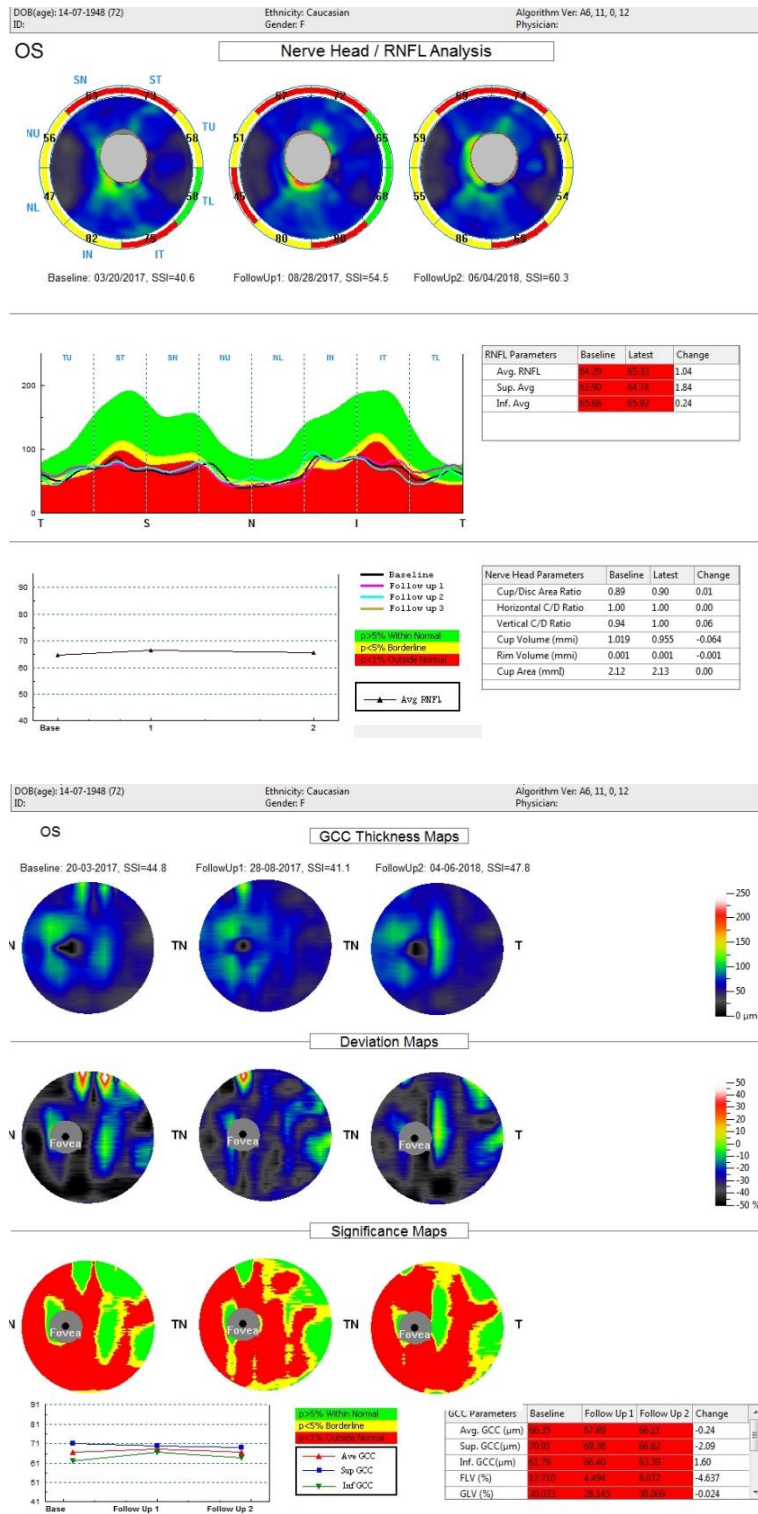 DOB(age): 14-07-1948 (72) Ethnicity: Caucasian Algorithm Ver: A6, 11, 0, 12
ID: Gender: F Physician:
OS Nerve Head / RNFL Analysis
SN ST
73 67 72 74
NU 56 58 TU 51 65 59 57
NL 47 58 TL 45 68 55 54
82 75 80 80 86 69
IN IT
Baseline: 03/20/2017, SSI=40.6 FollowUp1: 08/28/2017, SSI=54.5 FollowUp2: 06/04/2018, SSI=60.3
TU ST SN NU NL IN IT TL
200
100
0
T S N I T
RNFL Parameters Baseline Latest Change
Avg. RNFL 64.29 65.33 1.04
Sup. Avg 62.90 64.74 1.84
Inf. Avg 65.68 65.92 0.24
90
80
70
60
50
40
Base 1 2
Baseline
Follow up 1
Follow up 2
Follow up 3
p>5% Within Normal
p<5% Borderline
p<1% Outside Normal
Avg RNFL
Nerve Head Parameters Baseline Latest Change
Cup/Disc Area Ratio 0.89 0.90 0.01
Horizontal C/D Ratio 1.00 1.00 0.00
Vertical C/D Ratio 0.94 1.00 0.06
Cup Volume (mmi) 1.019 0.955 -0.064
Rim Volume (mmi) 0.001 0.001 -0.001
Cup Area (mml) 2.12 2.13 0.00
DOB(age): 14-07-1948 (72) Ethnicity: Caucasian Algorithm Ver: A6, 11, 0, 12
ID: Gender: F Physician:
OS GCC Thickness Maps
Baseline: 20-03-2017, SSI=44.8 FollowUp1: 28-08-2017, SSI=41.1 FollowUp2: 04-06-2018, SSI=47.8
N TN TN T
250
200
150
100
50
0 µm
Deviation Maps
N Fovea TN Fovea TN Fovea T
50
40
30
20
10
0
-10
-20
-30
-40
-50 %
Significance Maps
N Fovea TN Fovea TN Fovea T
91
81
71
61
51
41
Base Follow Up 1 Follow Up 2
p>5% Within Normal
p<5% Borderline
p<1% Outside Normal
Ave GCC
Sup GCC
Inf GCC
GCC Parameters Baseline Follow Up 1 Follow Up 2 Change
Avg. GCC (µm) 66.35 67.89 66.11 -0.24
Sup. GCC(µm) 70.91 69.38 68.82 -2.09
Inf. GCC(µm) 61.79 66.40 63.39 1.60
FLV (%) 12.710 4.494 8.072 -4.637
GLV (%) 30.033 28.145 30.009 -0.024